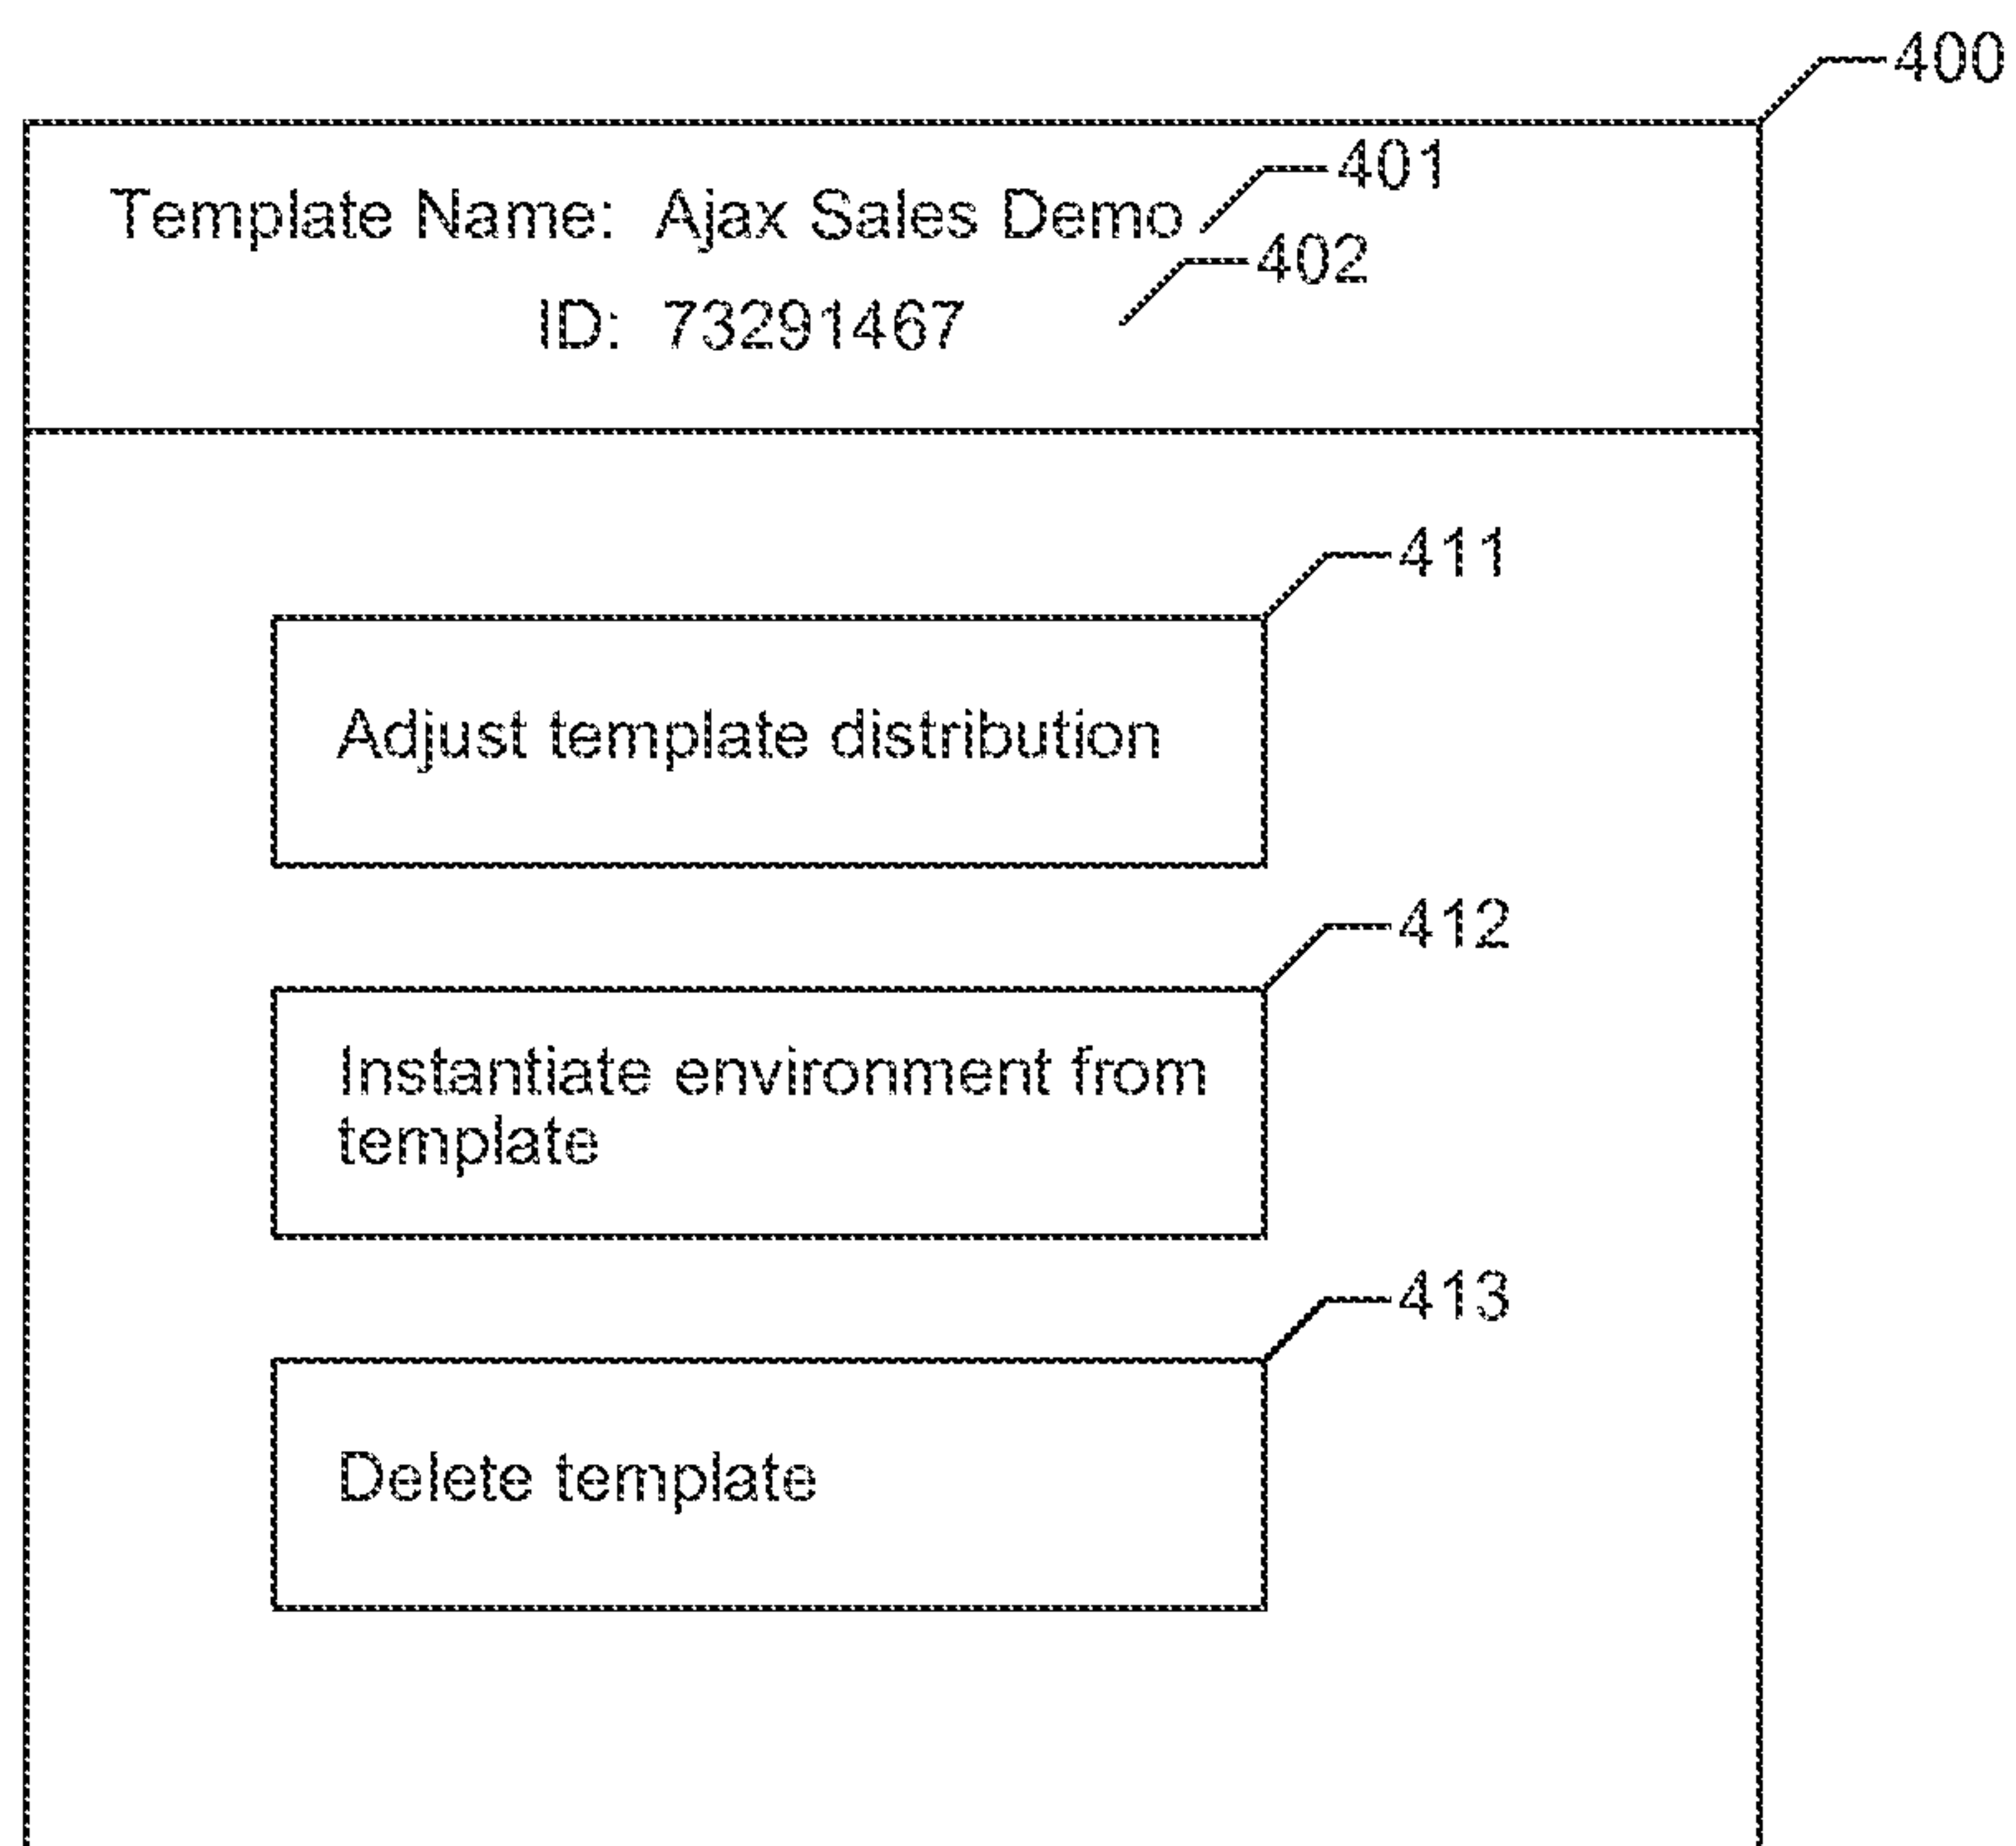 400
Template Name: Ajax Sales Demo
401
ID: 73291467
402
411
Adjust template distribution
412
Instantiate environment from
template
413
Delete template